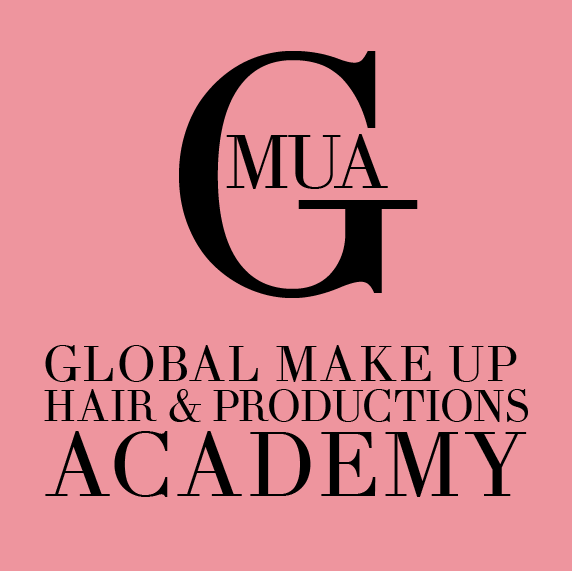 G
MUA
GLOBAL MAKE UP
HAIR & PRODUCTIONS
ACADEMY